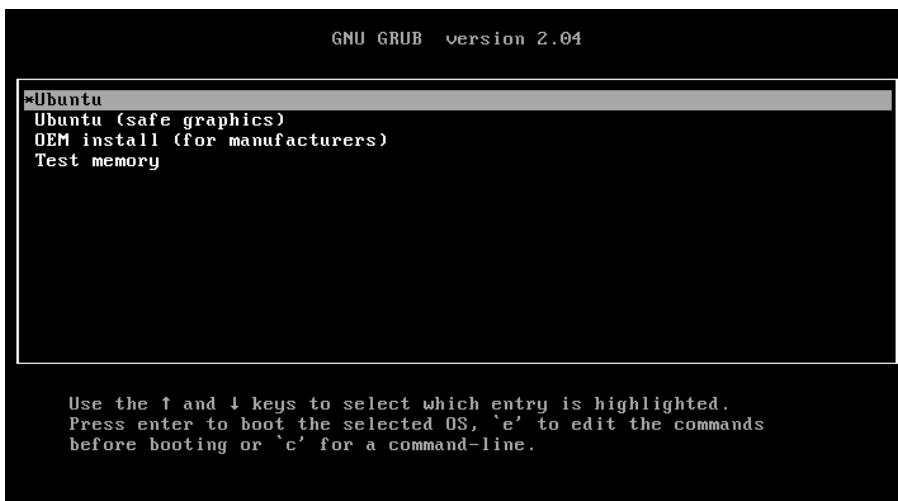 GNU GRUB  version 2.04
*Ubuntu
Ubuntu (safe graphics)
OEM install (for manufacturers)
Test memory
Use the ↑ and ↓ keys to select which entry is highlighted.
Press enter to boot the selected OS, `e' to edit the commands
before booting or `c' for a command-line.